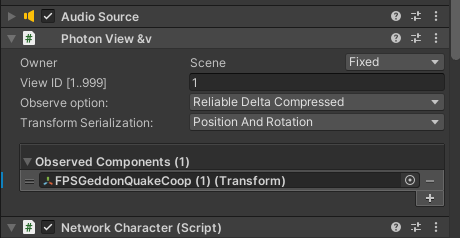 Audio Source
Photon View &v
Owner Scene Fixed
View ID [1..999] 1
Observe option: Reliable Delta Compressed
Transform Serialization: Position And Rotation
Observed Components (1)
FPSGeddonQuakeCoop (1) (Transform)
Network Character (Script)